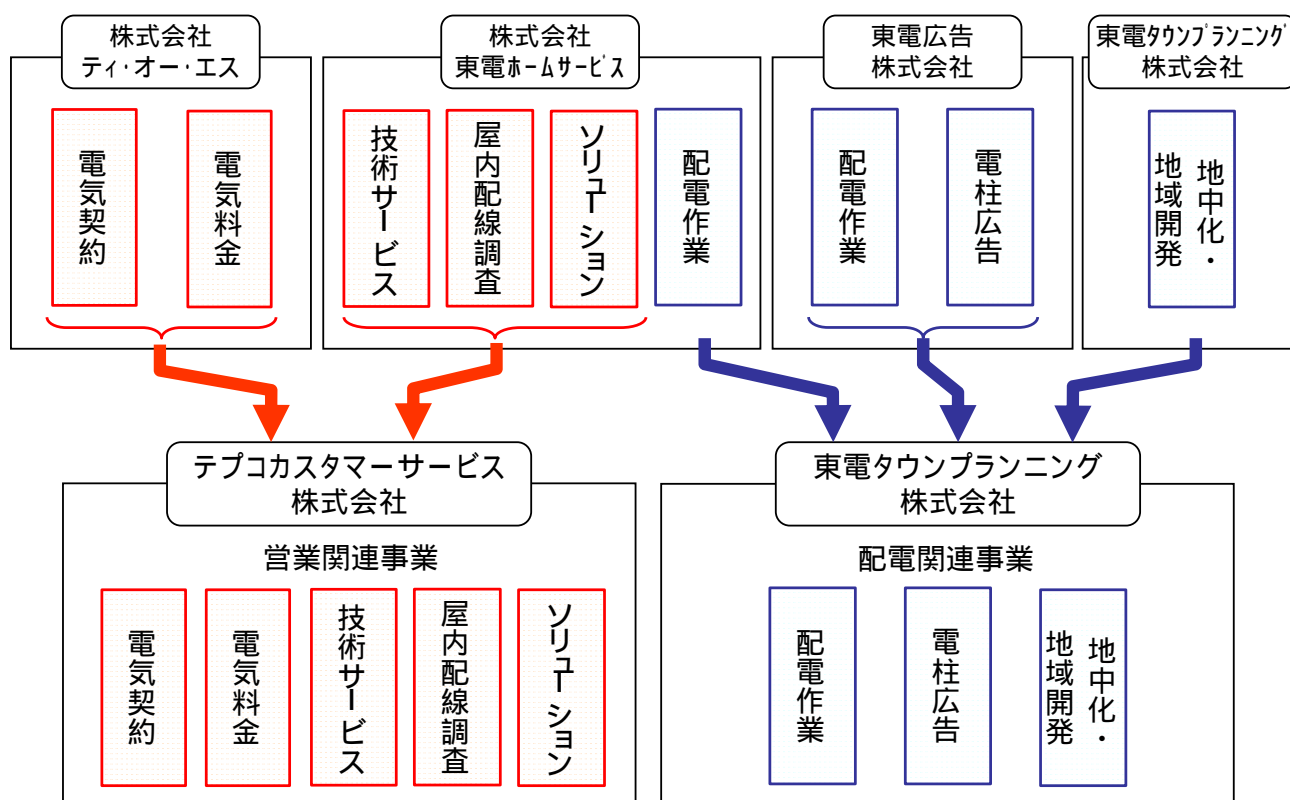 株式会社
ティ・オー・エス
株式会社
東電ホームサービス
東電広告
株式会社
東電タウンプランニング
株式会社
電気契約
電気料金
技術サービス
屋内配線調査
ソリューション
配電作業
配電作業
電柱広告
地中化・
地域開発
テプコカスタマーサービス
株式会社
東電タウンプランニング
株式会社
営業関連事業
配電関連事業
電気契約
電気料金
技術サービス
屋内配線調査
ソリューション
配電作業
電柱広告
地中化・
地域開発